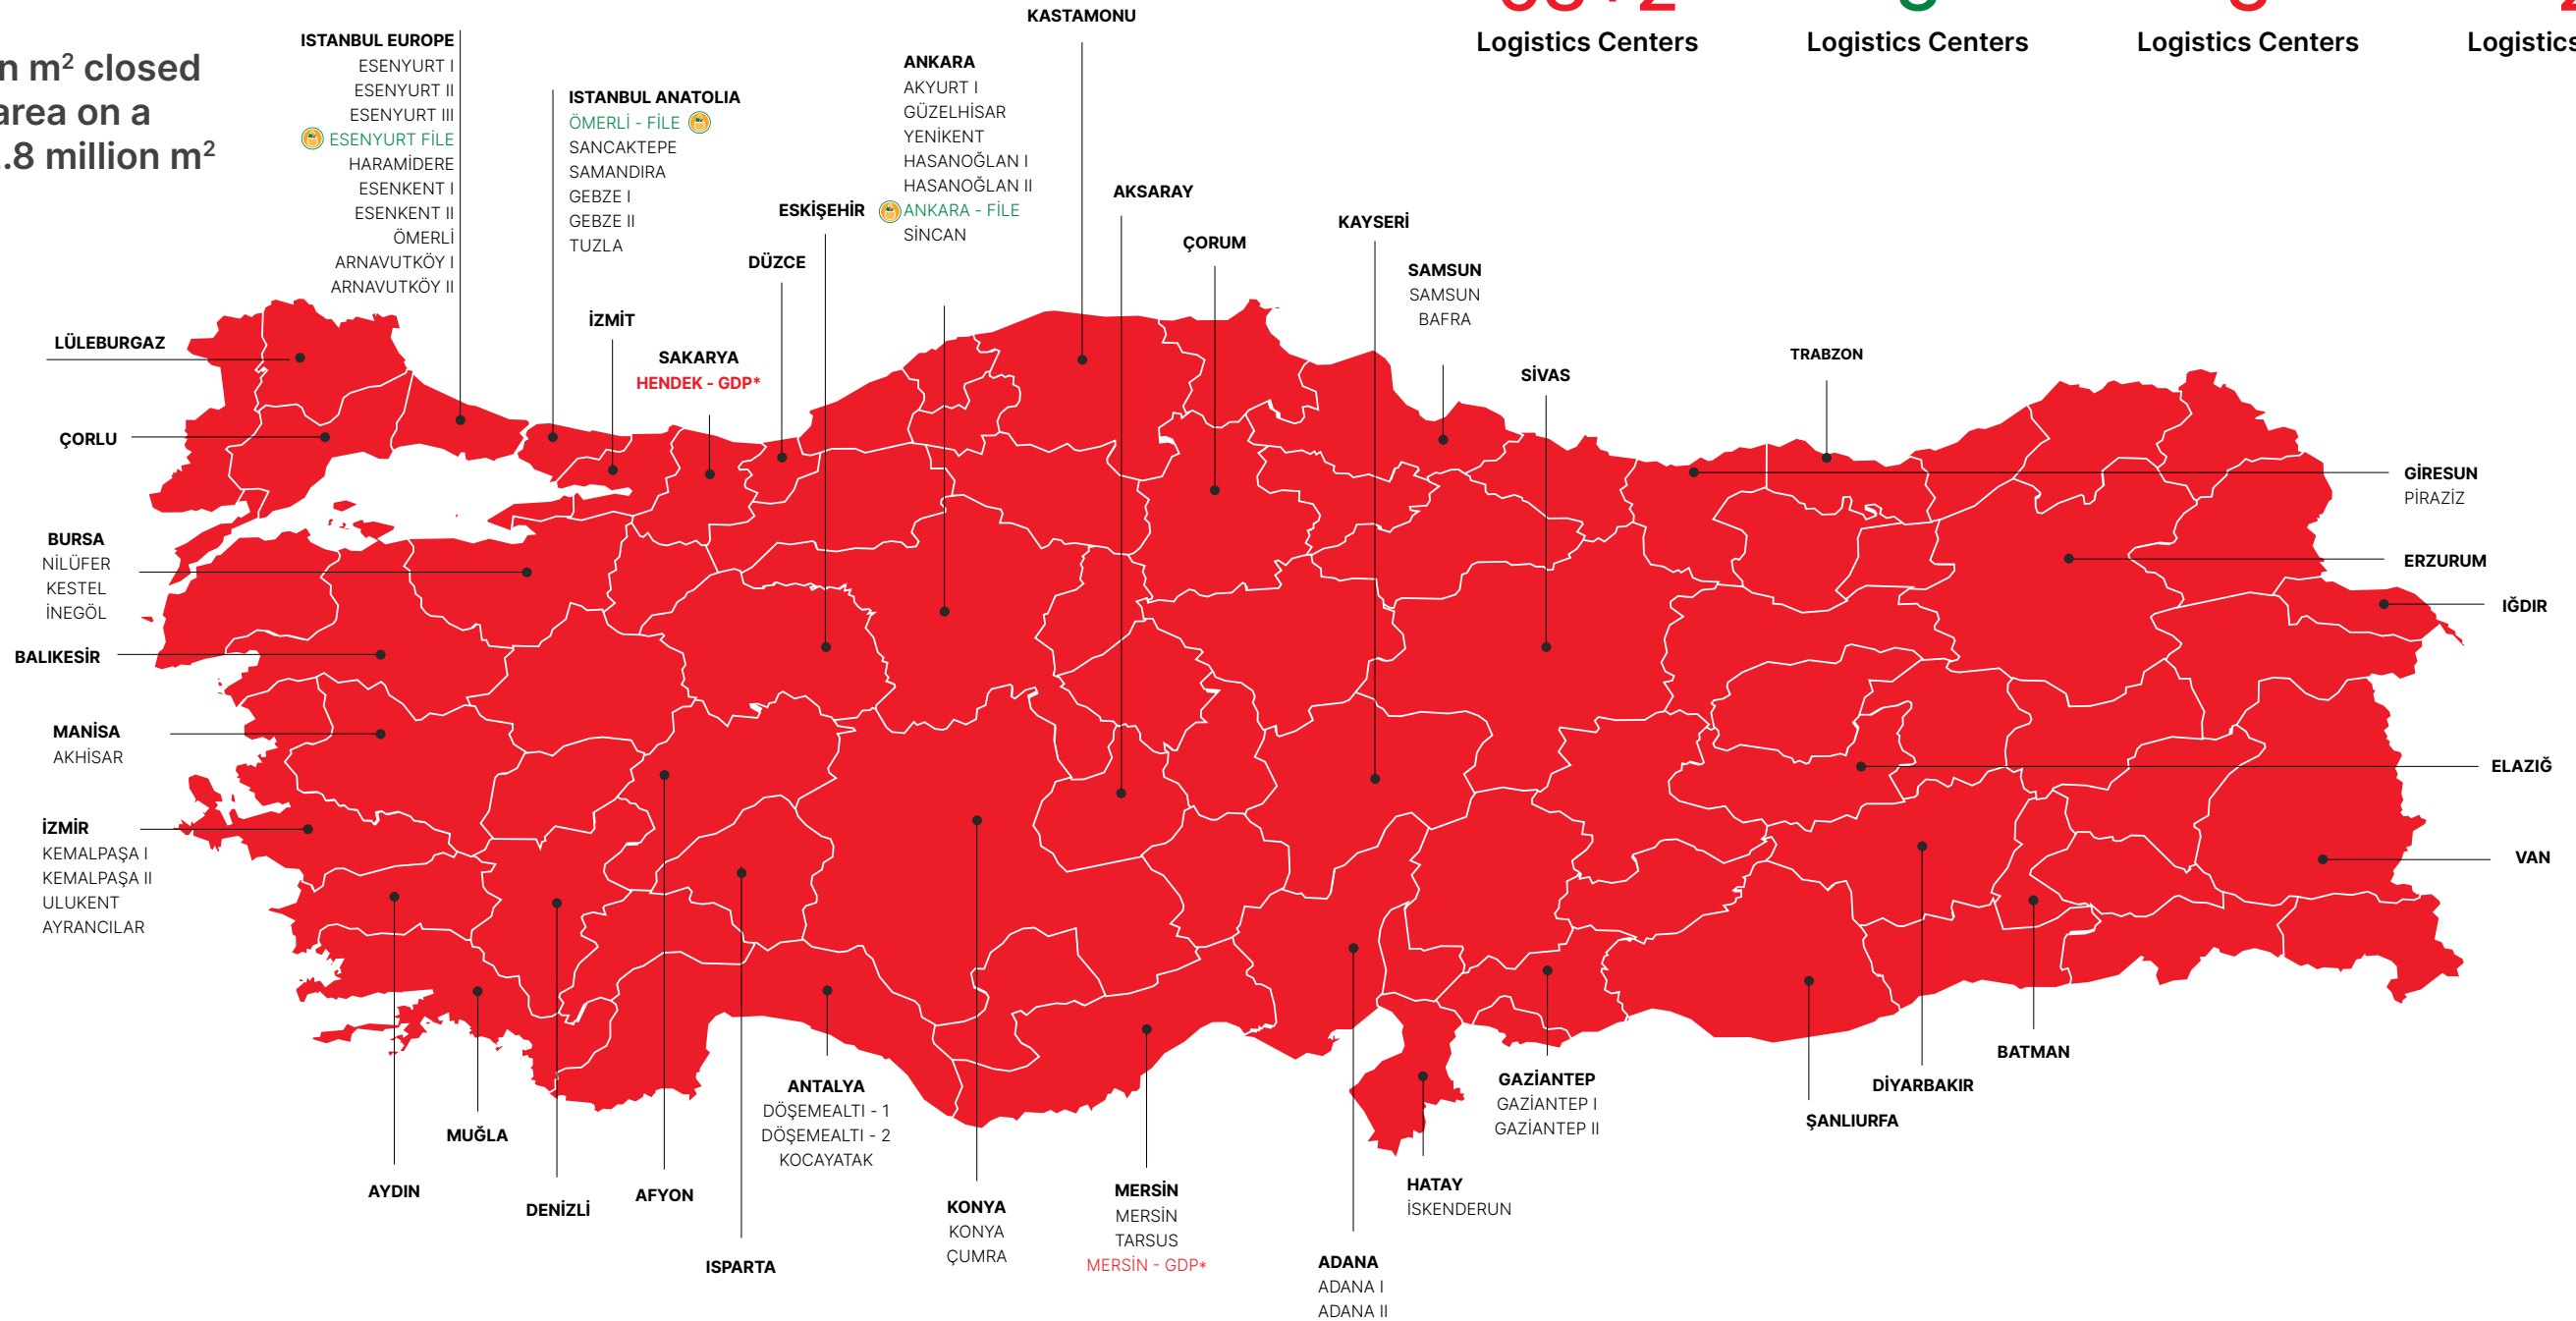 n m² closed
area on a
.8 million m²
Logistics Centers
Logistics Centers
Logistics Centers
Logistics
ISTANBUL EUROPE
ESENYURT I
ESENYURT II
ESENYURT III
ESENYURT FİLE
HARAMİDERE
ESENKENT I
ESENKENT II
ÖMERLİ
ARNAVUTKÖY I
ARNAVUTKÖY II
ISTANBUL ANATOLIA
ÖMERLİ - FİLE
SANCAKTEPE
SAMANDIRA
GEBZE I
GEBZE II
TUZLA
İZMİT
SAKARYA
HENDEK - GDP*
DÜZCE
ESKİŞEHİR
ANKARA
AKYURT I
GÜZELHİSAR
YENİKENT
HASANOĞLAN I
HASANOĞLAN II
ANKARA - FİLE
SİNCAN
KASTAMONU
AKSARAY
ÇORUM
KAYSERİ
SAMSUN
SAMSUN
BAFRA
SİVAS
TRABZON
GİRESUN
PİRAZİZ
ERZURUM
IĞDIR
ELAZIĞ
VAN
LÜLEBURGAZ
ÇORLU
BURSA
NİLÜFER
KESTEL
İNEGÖL
BALIKESİR
MANİSA
AKHİSAR
İZMİR
KEMALPAŞA I
KEMALPAŞA II
ULUKENT
AYRANCILAR
AYDIN
MUĞLA
DENİZLİ
AFYON
ISPARTA
ANTALYA
DÖŞEMEALTI - 1
DÖŞEMEALTI - 2
KOCAYATAK
KONYA
KONYA
ÇUMRA
MERSİN
MERSİN
TARSUS
MERSİN - GDP*
ADANA
ADANA I
ADANA II
HATAY
İSKENDERUN
GAZİANTEP
GAZİANTEP I
GAZİANTEP II
ŞANLIURFA
DİYARBAKIR
BATMAN